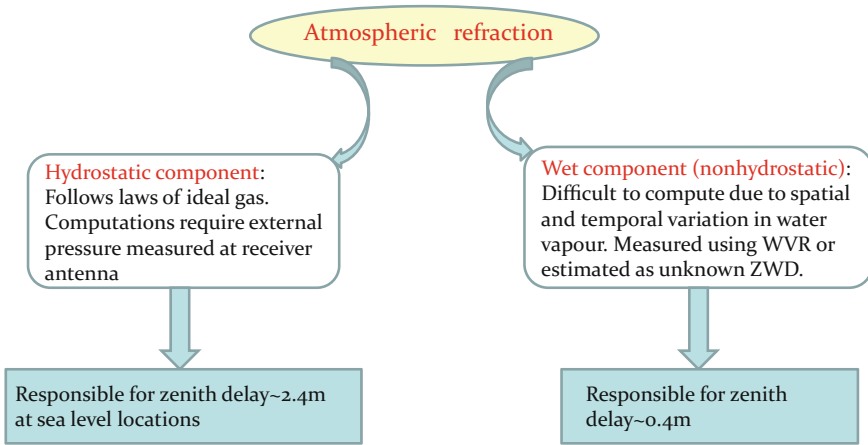 Atmospheric refraction
Hydrostatic component:
Follows laws of ideal gas.
Computations require external
pressure measured at receiver
antenna
Wet component (nonhydrostatic):
Difficult to compute due to spatial
and temporal variation in water
vapour. Measured using WVR or
estimated as unknown ZWD.
Responsible for zenith delay~2.4m
at sea level locations
Responsible for zenith
delay~0.4m